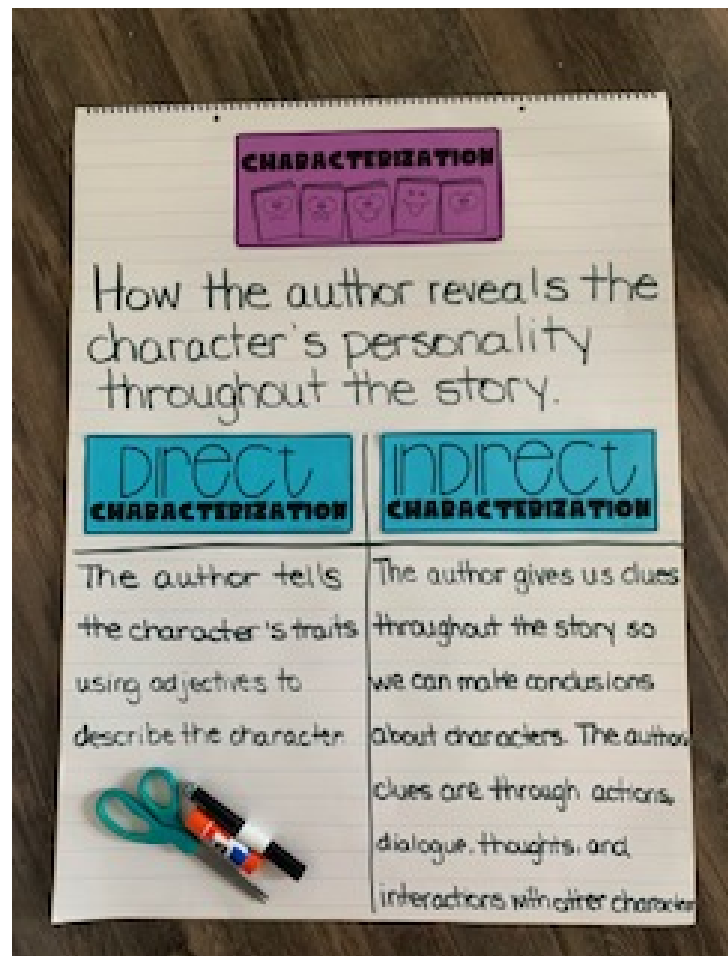 CHARACTERIZATION
How the author reveals the
character's personality
throughout the story.
DIRECT
CHARACTERIZATION
The author tells
the character's traits
using adjectives to
describe the character.
INDIRECT
CHARACTERIZATION
The author gives us clues
throughout the story so
we can make conclusions
about characters. The author
clues are through actions,
dialogue, thoughts, and
interactions with other character